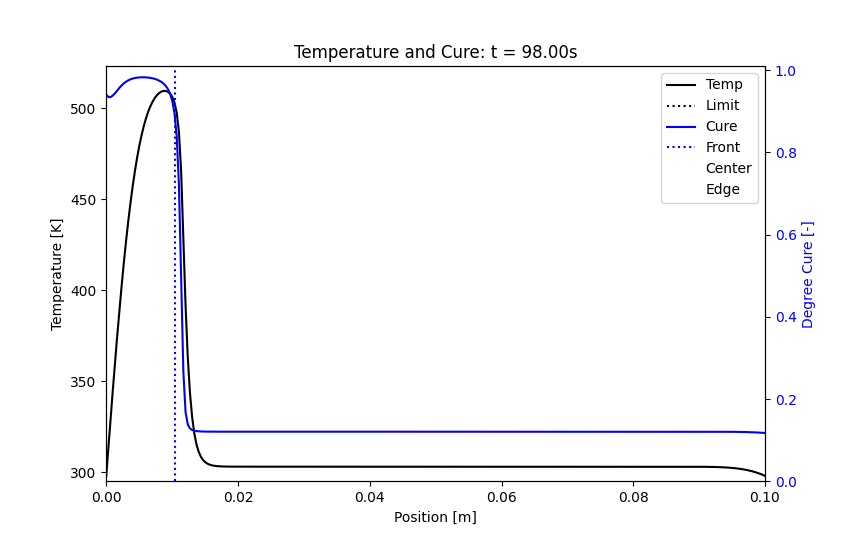 Temperature and Cure: t = 98.00s
Temp
Limit
Cure
Front
Center
Edge
500
450
400
350
300
Temperature [K]
1.0
0.8
0.6
0.4
0.2
0.0
Degree Cure [-]
0.00 0.02 0.04 0.06 0.08 0.10
Position [m]